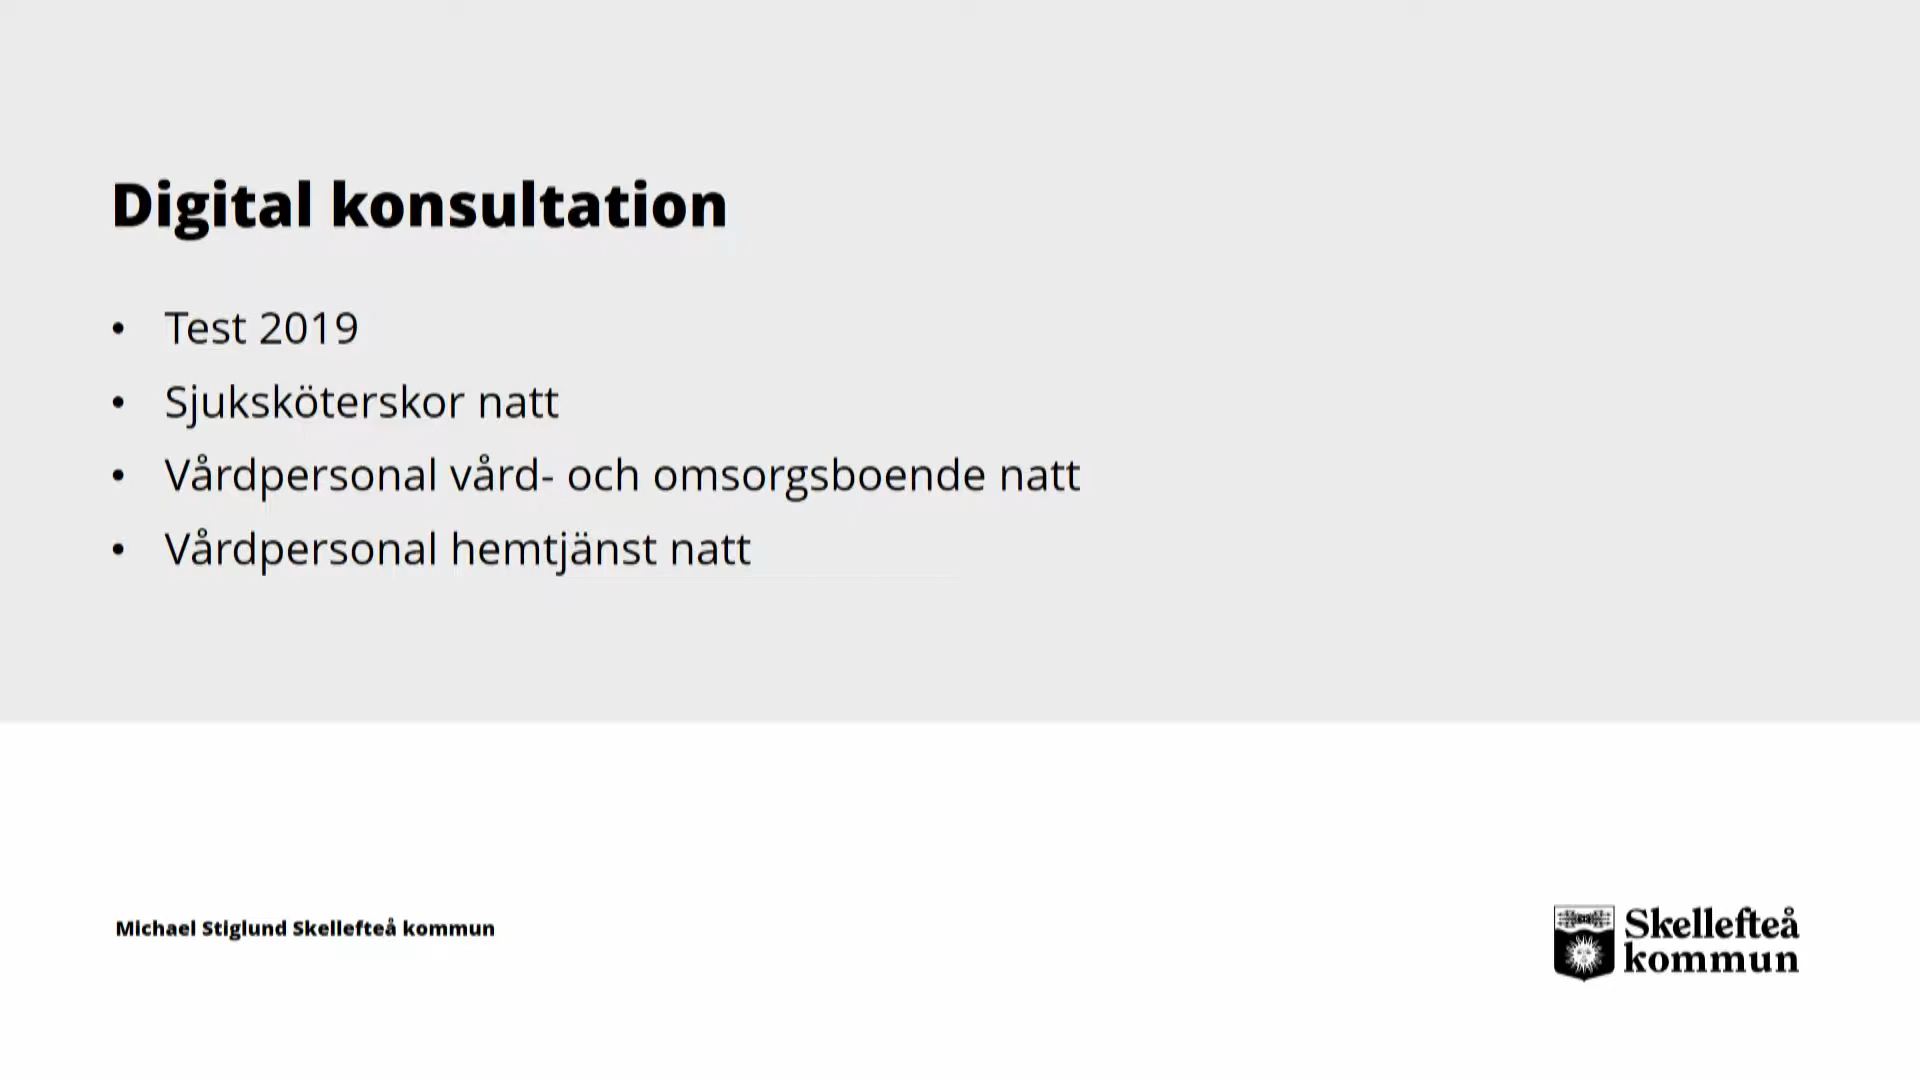 Digital konsultation
• Test 2019
• Sjuksköterskor natt
• Vårdpersonal vård- och omsorgsboende natt
• Vårdpersonal hemtjänst natt
Michael Stiglund Skellefteå kommun
Skellefteå
kommun